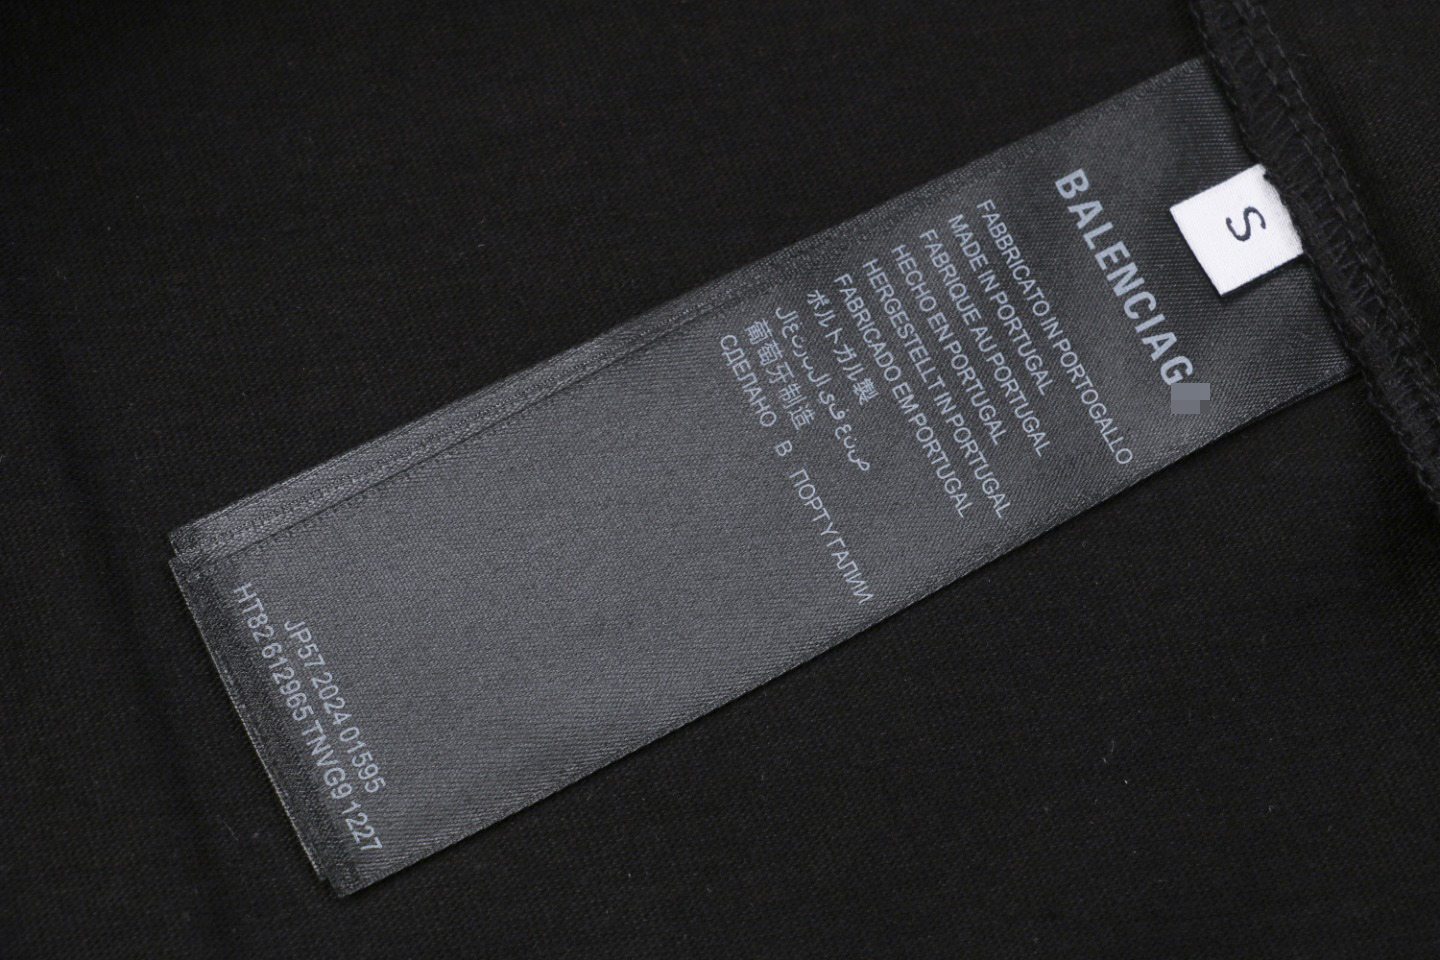 S
BALENCIAG
FABBRICATO IN PORTOGALLO
MADE IN PORTUGAL
FABRIQUE AU PORTUGAL
HECHO EN PORTUGAL
HERGESTELLT IN PORTUGAL
FABRICADO EM PORTUGAL
ポルトガル製
葡萄牙制造
СДЕЛАНО В ПОРТУГАЛИИ
JP57 2024 01595
HT82 612965 TNVG9 1227